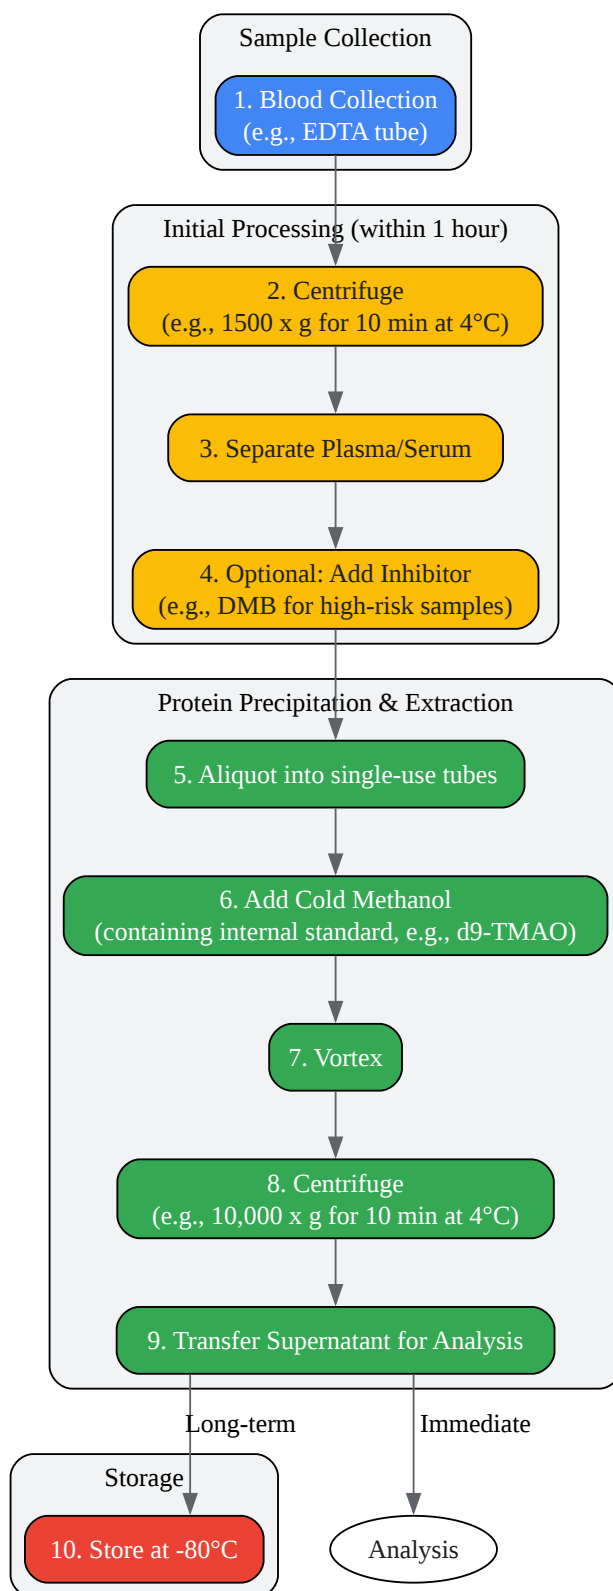 Sample Collection
1. Blood Collection
(e.g., EDTA tube)
Initial Processing (within 1 hour)
2. Centrifuge
(e.g., 1500 x g for 10 min at 4°C)
3. Separate Plasma/Serum
4. Optional: Add Inhibitor
(e.g., DMB for high-risk samples)
Protein Precipitation & Extraction
5. Aliquot into single-use tubes
6. Add Cold Methanol
(containing internal standard, e.g., d9-TMAO)
7. Vortex
8. Centrifuge
(e.g., 10,000 x g for 10 min at 4°C)
9. Transfer Supernatant for Analysis
Long-term
Immediate
Storage
10. Store at -80°C
Analysis